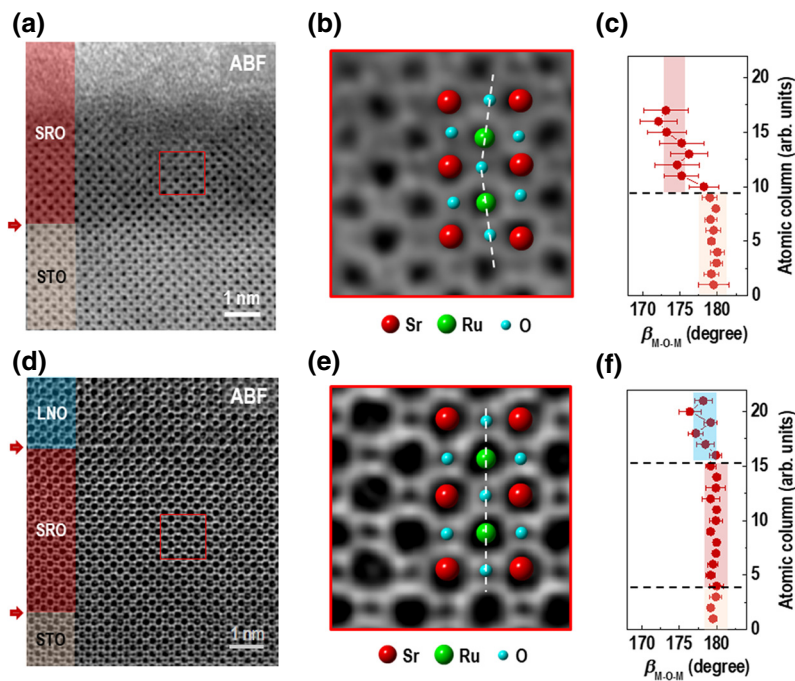 (a)
ABF
SRO
STO
1 nm
(b)
Sr Ru O
(c)
20
15
10
5
0
Atomic column (arb. units)
170 175 180
β M-O-M (degree)
(d)
ABF
LNO
SRO
STO
1 nm
(e)
Sr Ru O
(f)
20
15
10
5
0
Atomic column (arb. units)
170 175 180
β M-O-M (degree)